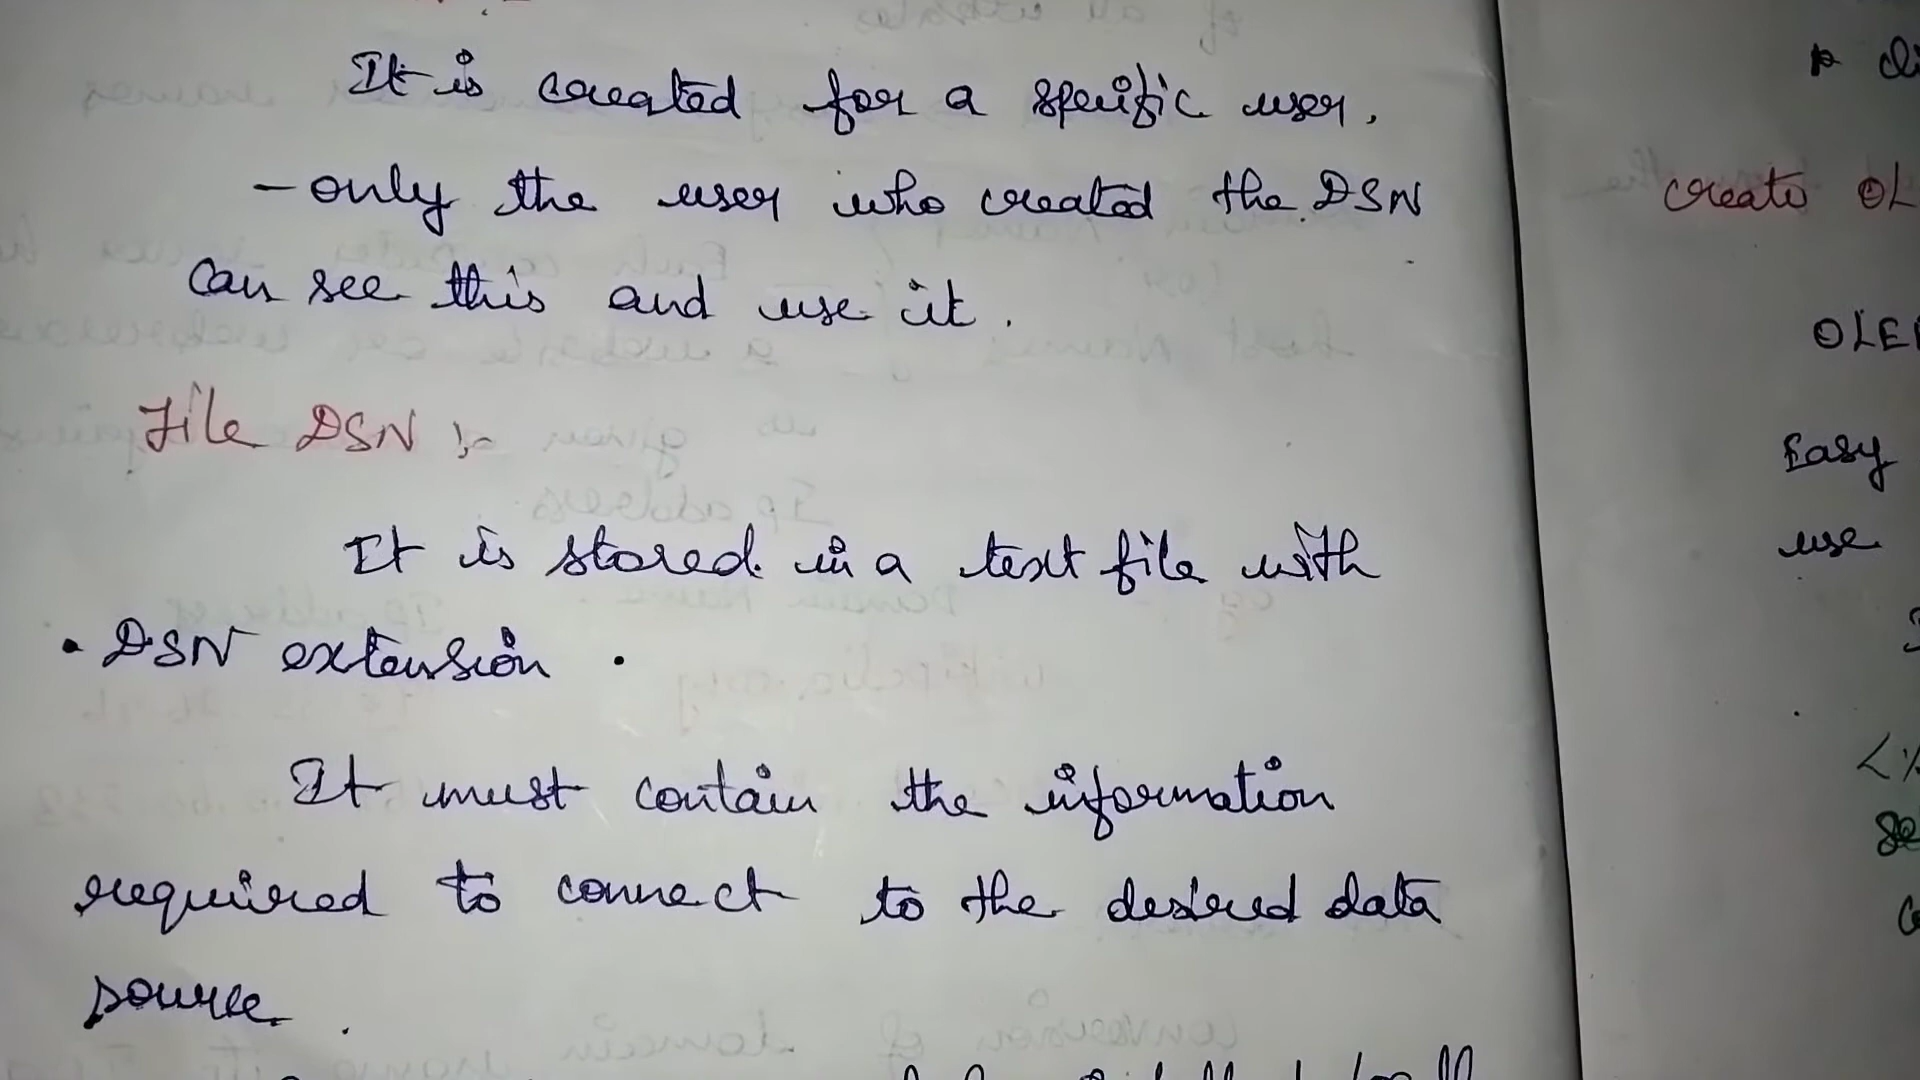 It is created for a specific user.
- only the user who created the DSN
can see this and use it.
File DSN :-
It is stored in a text file with
. DSN extension .
It must contain the information
required to connect to the desired data
source .
create OL
OLE
Easy
use